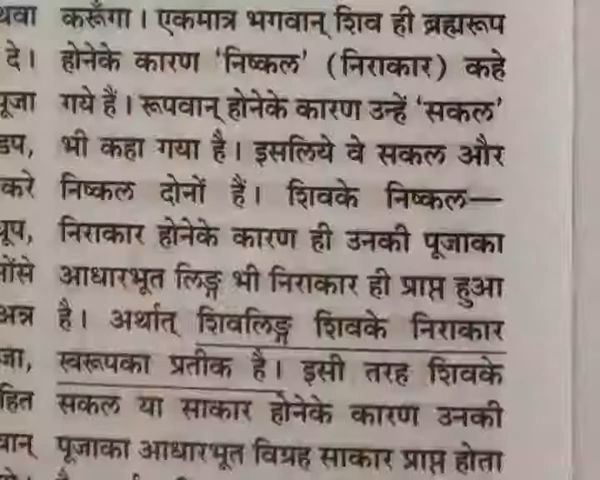 करूँगा। एकमात्र भगवान् शिव ही ब्रह्मरूप
दे। होनेके कारण 'निष्कल' (निराकार) कहे
पूजा गये हैं। रूपवान् होनेके कारण उन्हें 'सकल'
भी कहा गया है। इसलिये वे सकल और
करे निष्कल दोनों हैं। शिवके निष्कल—
निराकार होनेके कारण ही उनकी पूजाका
आधारभूत लिङ्ग भी निराकार ही प्राप्त हुआ
अन्न है। अर्थात् शिवलिङ्ग शिवके निराकार
स्वरूपका प्रतीक है। इसी तरह शिवके
सकल या साकार होनेके कारण उनकी
पूजाका आधारभूत विग्रह साकार प्राप्त होता